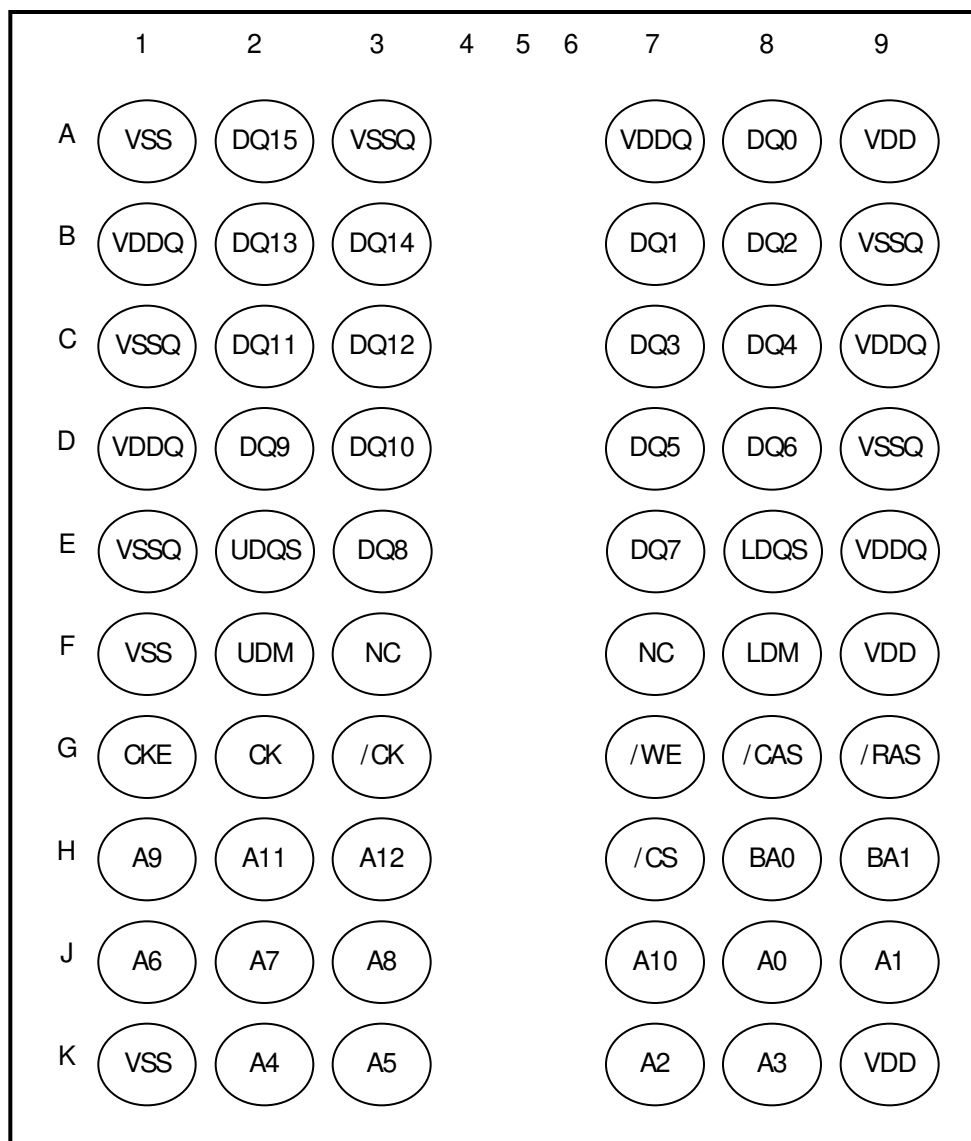 1 2 3 4 5 6 7 8 9
A VSS DQ15 VSSQ VDDQ DQ0 VDD
B VDDQ DQ13 DQ14 DQ1 DQ2 VSSQ
C VSSQ DQ11 DQ12 DQ3 DQ4 VDDQ
D VDDQ DQ9 DQ10 DQ5 DQ6 VSSQ
E VSSQ UDQS DQ8 DQ7 LDQS VDDQ
F VSS UDM NC NC LDM VDD
G CKE CK /CK /WE /CAS /RAS
H A9 A11 A12 /CS BA0 BA1
J A6 A7 A8 A10 A0 A1
K VSS A4 A5 A2 A3 VDD